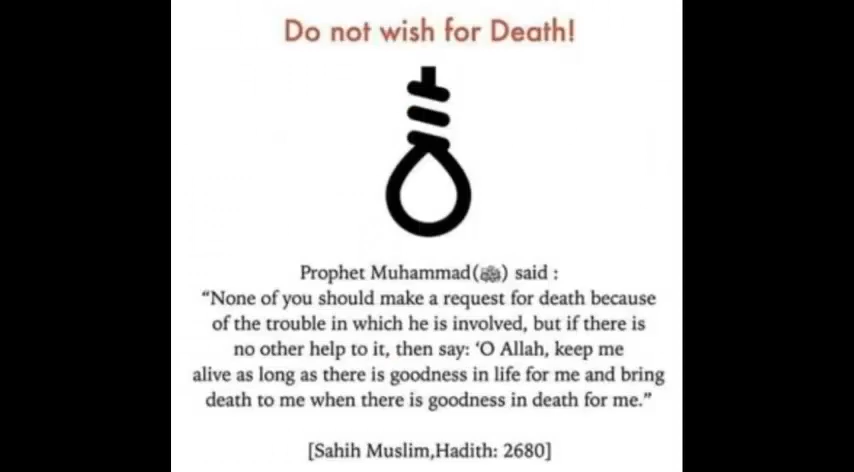 Do not wish for Death!
Prophet Muhammad(ﷺ) said :
“None of you should make a request for death because
of the trouble in which he is involved, but if there is
no other help to it, then say: ‘O Allah, keep me
alive as long as there is goodness in life for me and bring
death to me when there is goodness in death for me.”
[Sahih Muslim,Hadith: 2680]